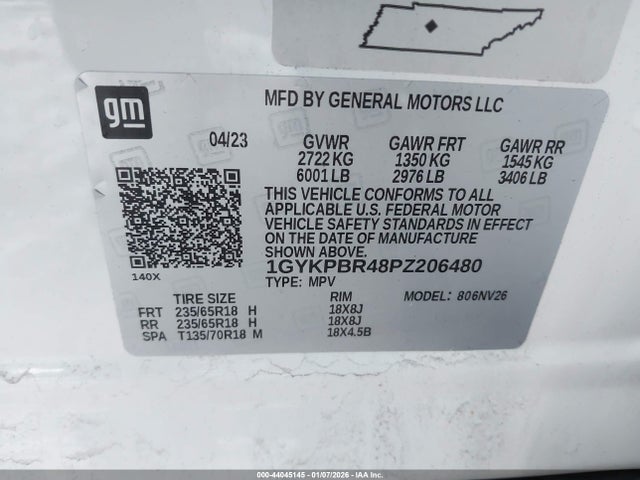 gm
MFD BY GENERAL MOTORS LLC
04/23 GVWR GAWR FRT GAWR RR
2722 KG 1350 KG 1545 KG
6001 LB 2976 LB 3406 LB
THIS VEHICLE CONFORMS TO ALL
APPLICABLE U.S. FEDERAL MOTOR
VEHICLE SAFETY STANDARDS IN EFFECT
ON THE DATE OF MANUFACTURE
SHOWN ABOVE.
140X
1GYKPBR48PZ206480
TYPE: MPV
TIRE SIZE RIM MODEL: 806NV26
FRT 235/65R18 H 18X8J
RR 235/65R18 H 18X8J
SPA T135/70R18 M 18X4.5B
000-44045145 - 01/07/2026 - IAAI.COM